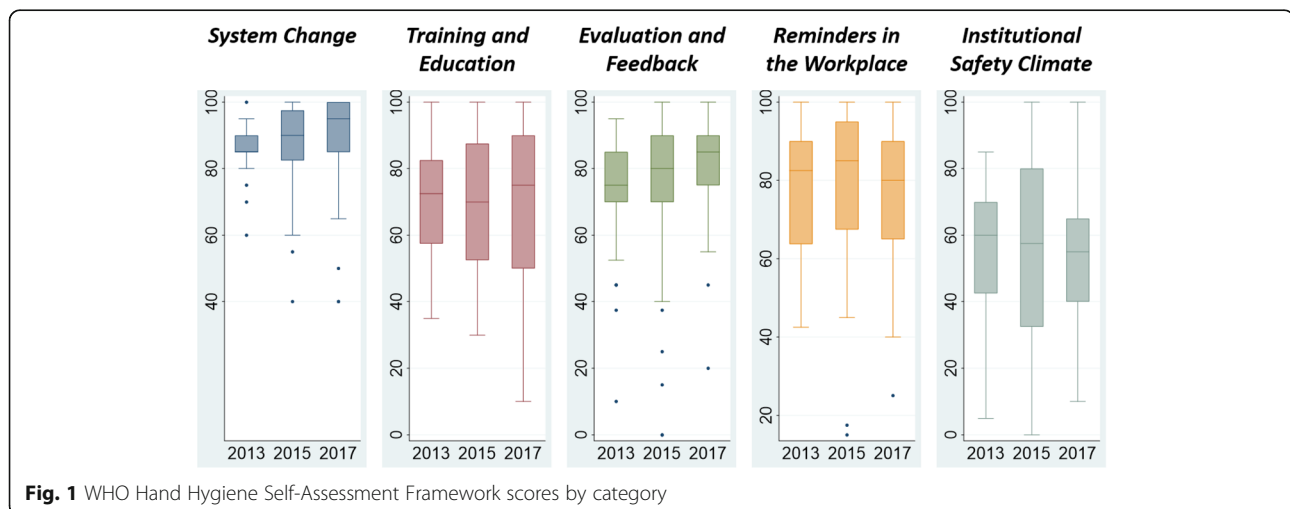 System Change
Training and
Education
Evaluation and
Feedback
Reminders in
the Workplace
Institutional
Safety Climate
100
80
60
40
2013 2015 2017
100
80
60
40
20
0
2013 2015 2017
100
80
60
40
20
0
2013 2015 2017
100
80
60
40
20
2013 2015 2017
100
80
60
40
20
0
2013 2015 2017
Fig. 1 WHO Hand Hygiene Self-Assessment Framework scores by category